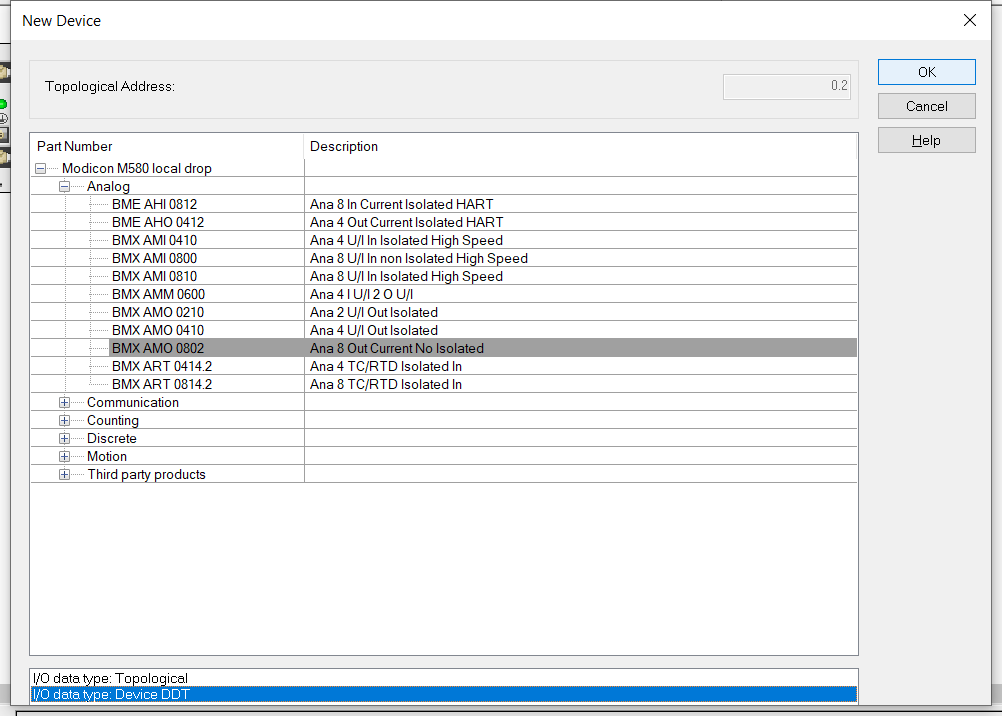 New Device
Topological Address:
0.2
OK
Cancel
Help
Part Number Description
Modicon M580 local drop
Analog
BME AHI 0812 Ana 8 In Current Isolated HART
BME AHO 0412 Ana 4 Out Current Isolated HART
BMX AMI 0410 Ana 4 U/I In Isolated High Speed
BMX AMI 0800 Ana 8 U/I In non Isolated High Speed
BMX AMI 0810 Ana 8 U/I In Isolated High Speed
BMX AMM 0600 Ana 4 I U/I 2 O U/I
BMX AMO 0210 Ana 2 U/I Out Isolated
BMX AMO 0410 Ana 4 U/I Out Isolated
BMX AMO 0802 Ana 8 Out Current No Isolated
BMX ART 0414.2 Ana 4 TC/RTD Isolated In
BMX ART 0814.2 Ana 8 TC/RTD Isolated In
Communication
Counting
Discrete
Motion
Third party products
I/O data type: Topological
I/O data type: Device DDT